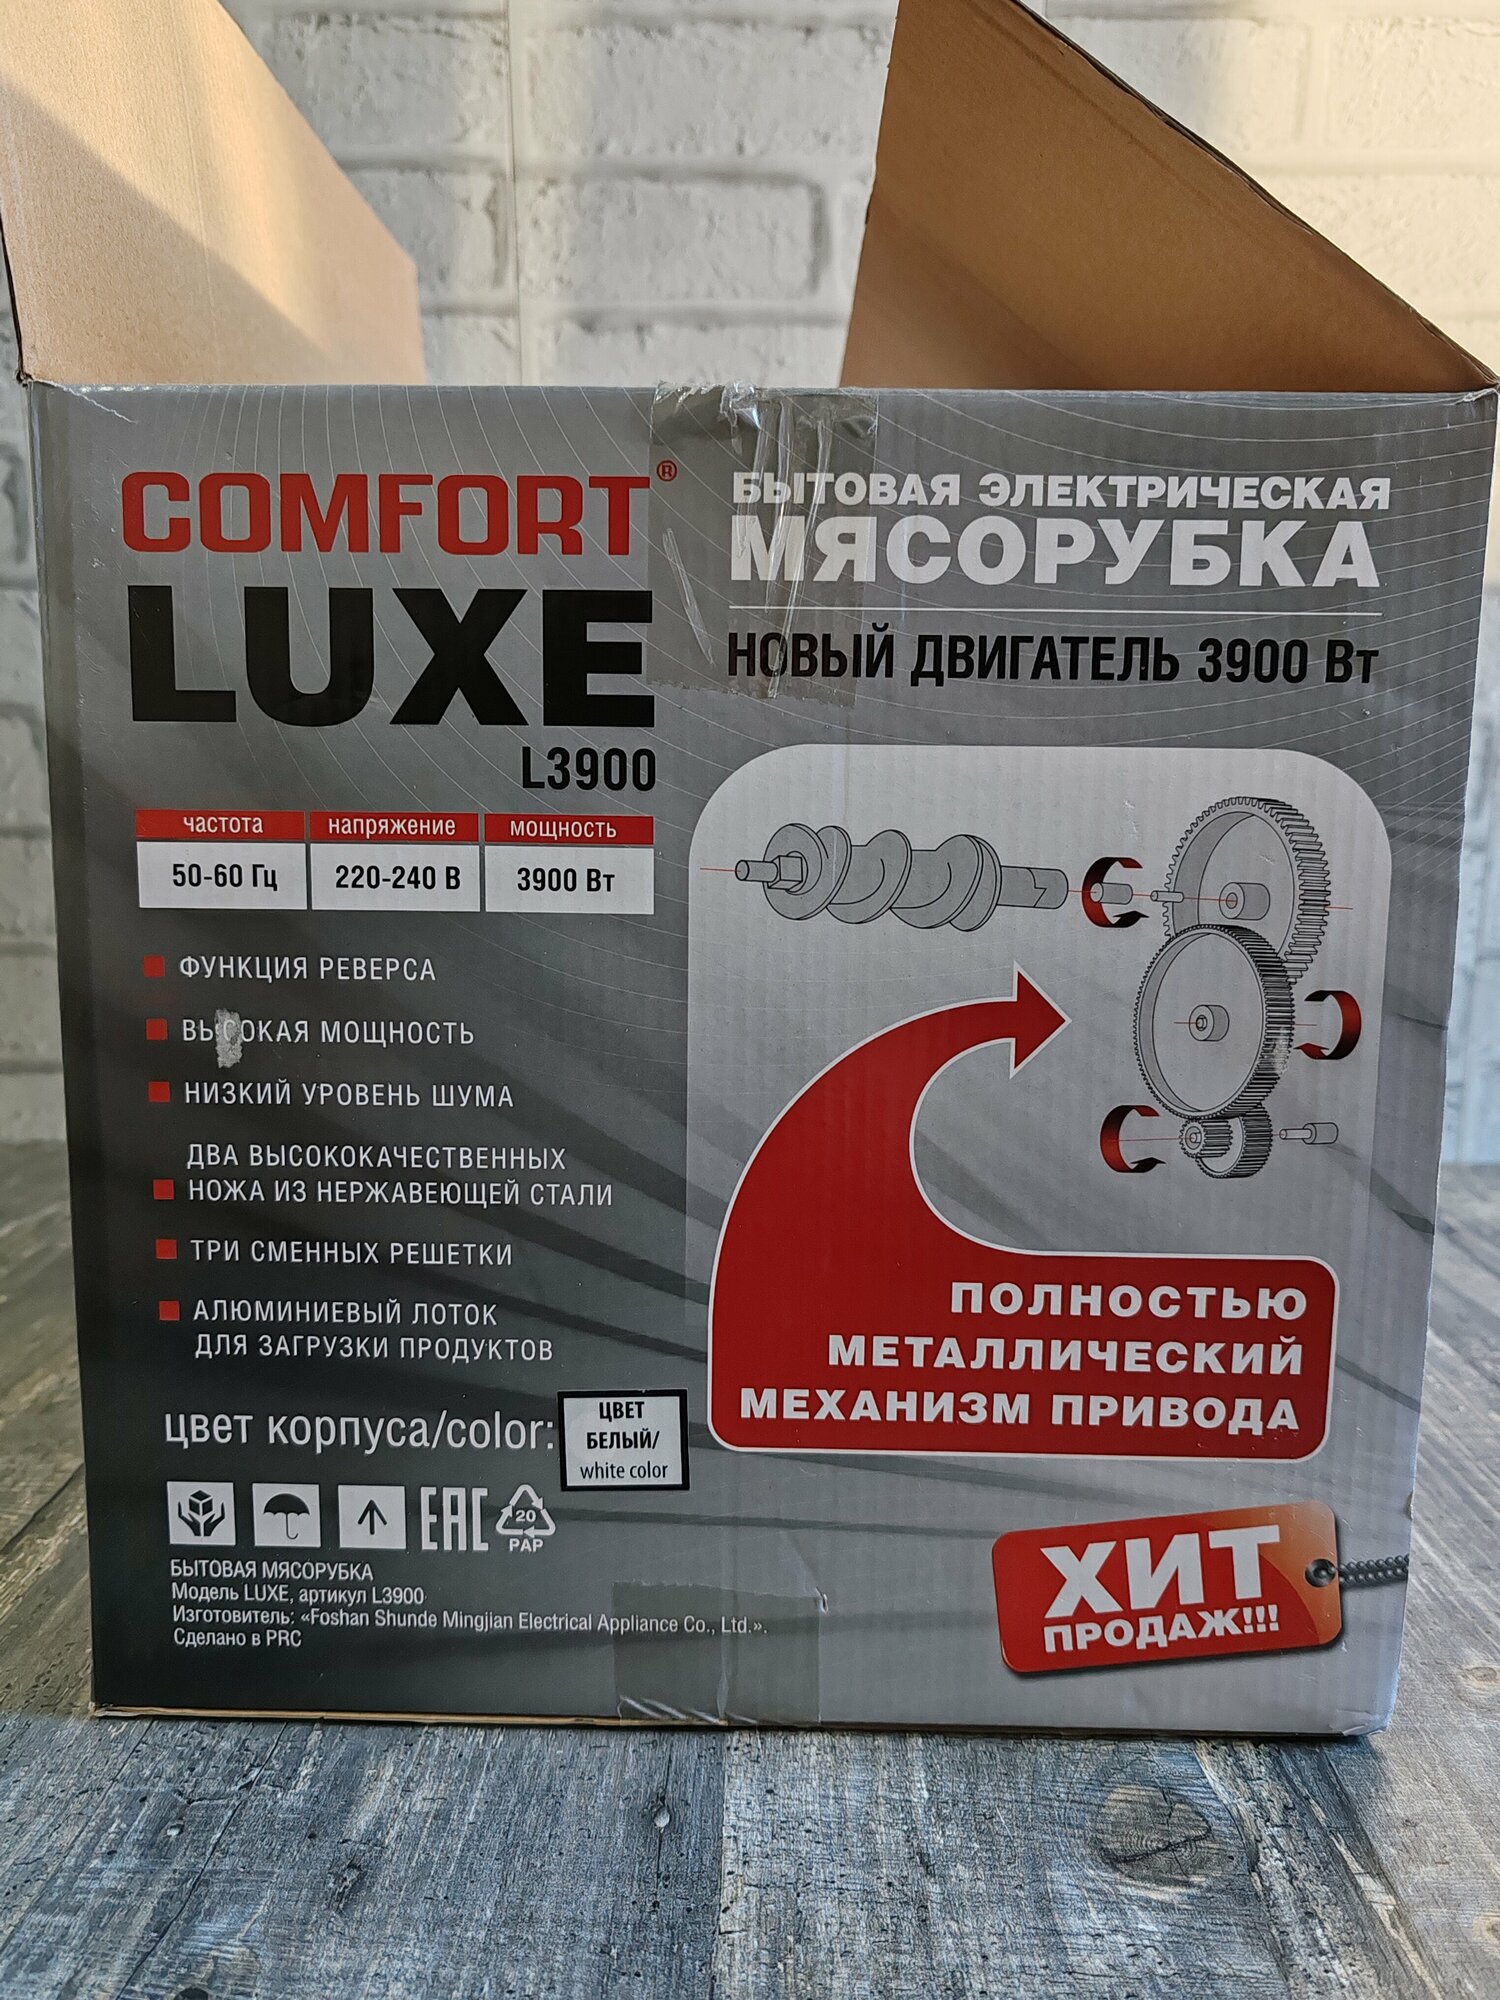 COMFORT®
LUXE
L3900
частота
напряжение
мощность
50-60 Гц
220-240 В
3900 Вт
ФУНКЦИЯ РЕВЕРСА
ВЫСОКАЯ МОЩНОСТЬ
НИЗКИЙ УРОВЕНЬ ШУМА
ДВА ВЫСОКОКАЧЕСТВЕННЫХ
НОЖА ИЗ НЕРЖАВЕЮЩЕЙ СТАЛИ
ТРИ СМЕННЫХ РЕШЕТКИ
АЛЮМИНИЕВЫЙ ЛОТОК
ДЛЯ ЗАГРУЗКИ ПРОДУКТОВ
цвет корпуса/color:
ЦВЕТ
БЕЛЫЙ/
white color
EAC
20
PAP
БЫТОВАЯ МЯСОРУБКА
Модель LUXE, артикул L3900
Изготовитель: «Foshan Shunde Mingjian Electrical Appliance Co., Ltd.».
Сделано в PRC
БЫТОВАЯ ЭЛЕКТРИЧЕСКАЯ
МЯСОРУБКА
НОВЫЙ ДВИГАТЕЛЬ 3900 Вт
ПОЛНОСТЬЮ
МЕТАЛЛИЧЕСКИЙ
МЕХАНИЗМ ПРИВОДА
ХИТ
ПРОДАЖ!!!